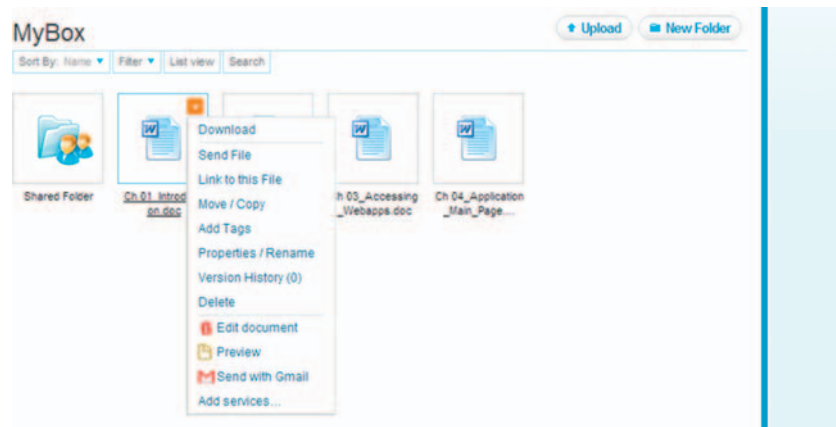 MyBox
Upload
New Folder
Sort By: Name
Filter
List view
Search
Download
Send File
Link to this File
Move / Copy
Add Tags
Properties / Rename
Version History (0)
Delete
Edit document
Preview
Send with Gmail
Add services...
Shared Folder
Ch 01_Introd
on.doc
h 03_Accessing
_Webapps.doc
Ch 04_Application
_Main_Page....